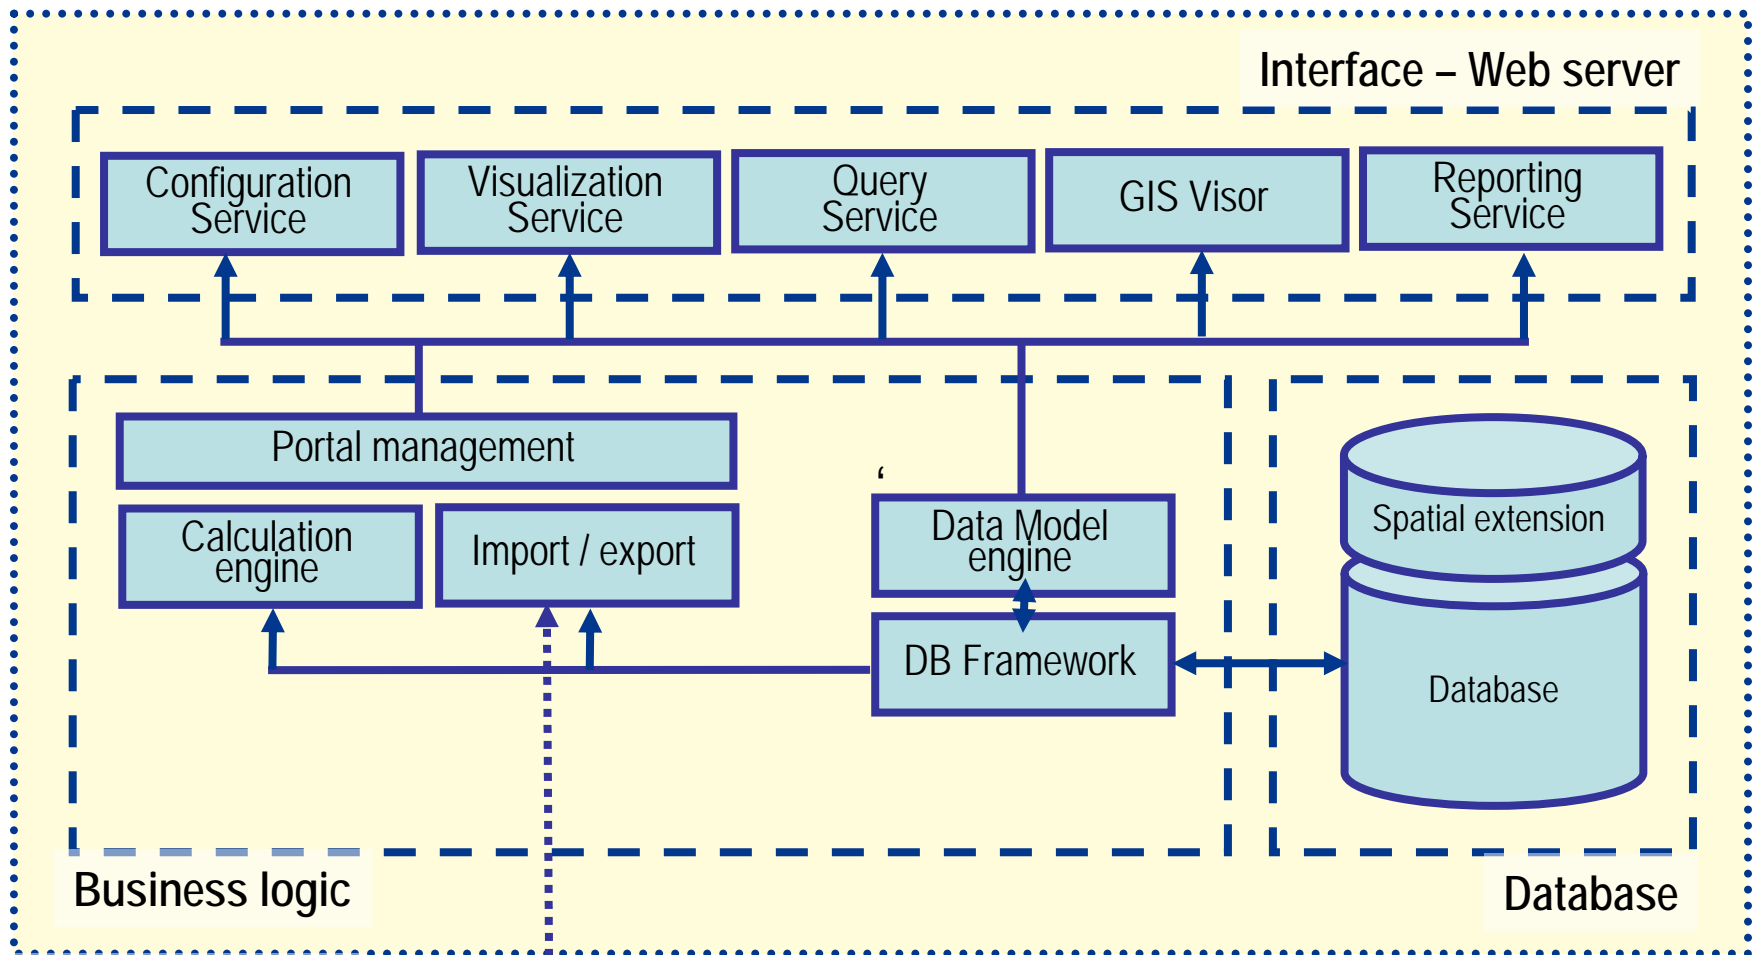 Interface – Web server
Configuration
Service
Visualization
Service
Query
Service
GIS Visor
Reporting
Service
Portal management
‘
Calculation
engine
Import / export
Data Model
engine
DB Framework
Spatial extension
Database
Business logic
Database